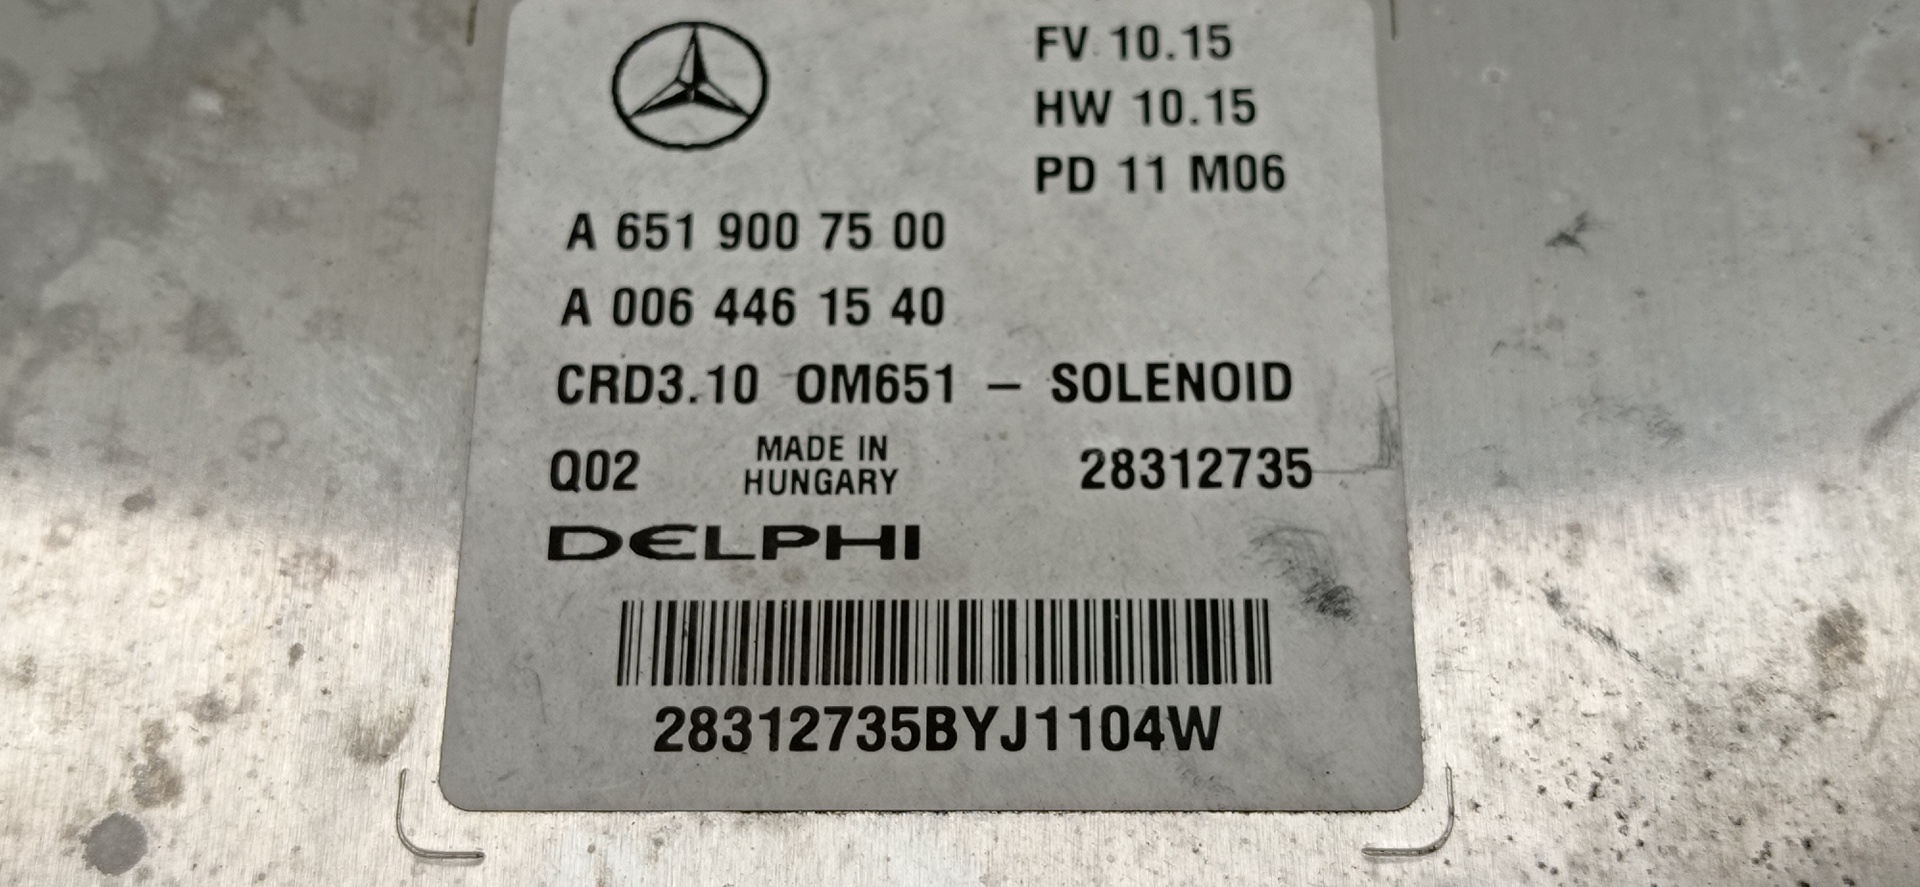 FV 10.15
HW 10.15
PD 11 M06
A 651 900 75 00
A 006 446 15 40
CRD3.10 OM651 – SOLENOID
Q02 MADE IN HUNGARY 28312735
DELPHI
28312735BYJ1104W